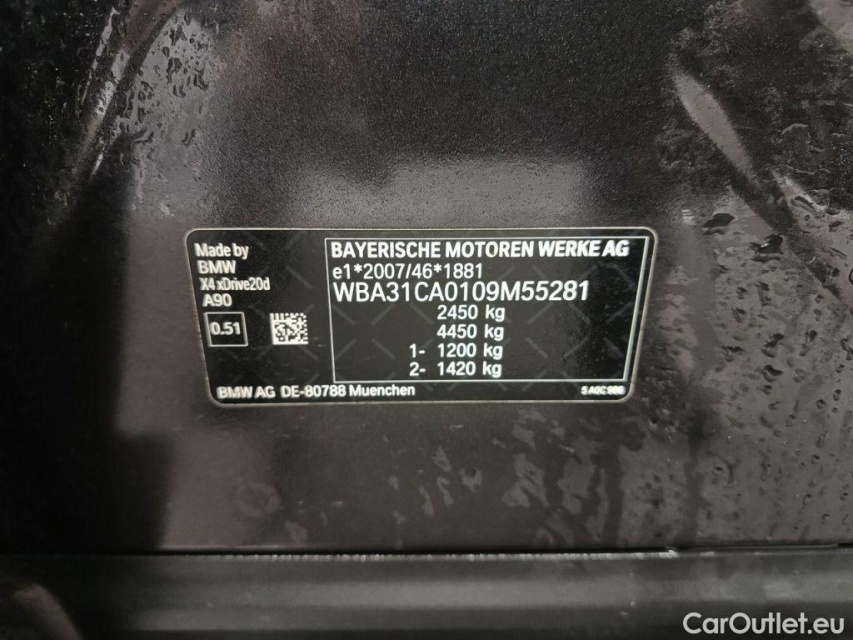 Made by
BMW
X4 xDrive20d
A90
0.51
BAYERISCHE MOTOREN WERKE AG
e1*2007/46*1881
WBA31CA0109M55281
2450 kg
4450 kg
1- 1200 kg
2- 1420 kg
BMW AG DE-80788 Muenchen
CarOutlet.eu